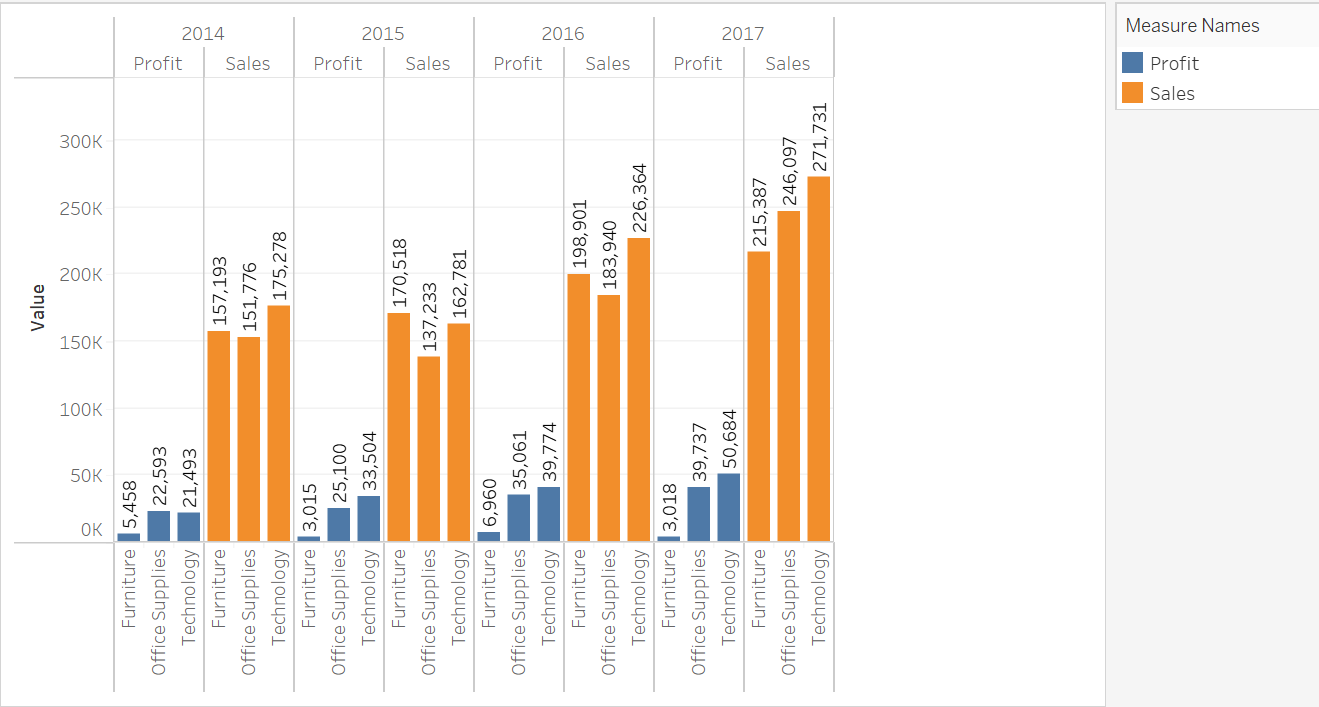 2014 2015 2016 2017
Profit Sales Profit Sales Profit Sales Profit Sales
Value
300K
250K
200K
150K
100K
50K
0K
5,458 22,593 21,493 157,193 151,776 175,278 3,015 25,100 33,504 170,518 137,233 162,781 6,960 35,061 39,774 198,901 183,940 226,364 3,018 39,737 50,684 215,387 246,097 271,731
Furniture Office Supplies Technology Furniture Office Supplies Technology Furniture Office Supplies Technology Furniture Office Supplies Technology Furniture Office Supplies Technology Furniture Office Supplies Technology Furniture Office Supplies Technology Furniture Office Supplies Technology
Measure Names
Profit
Sales